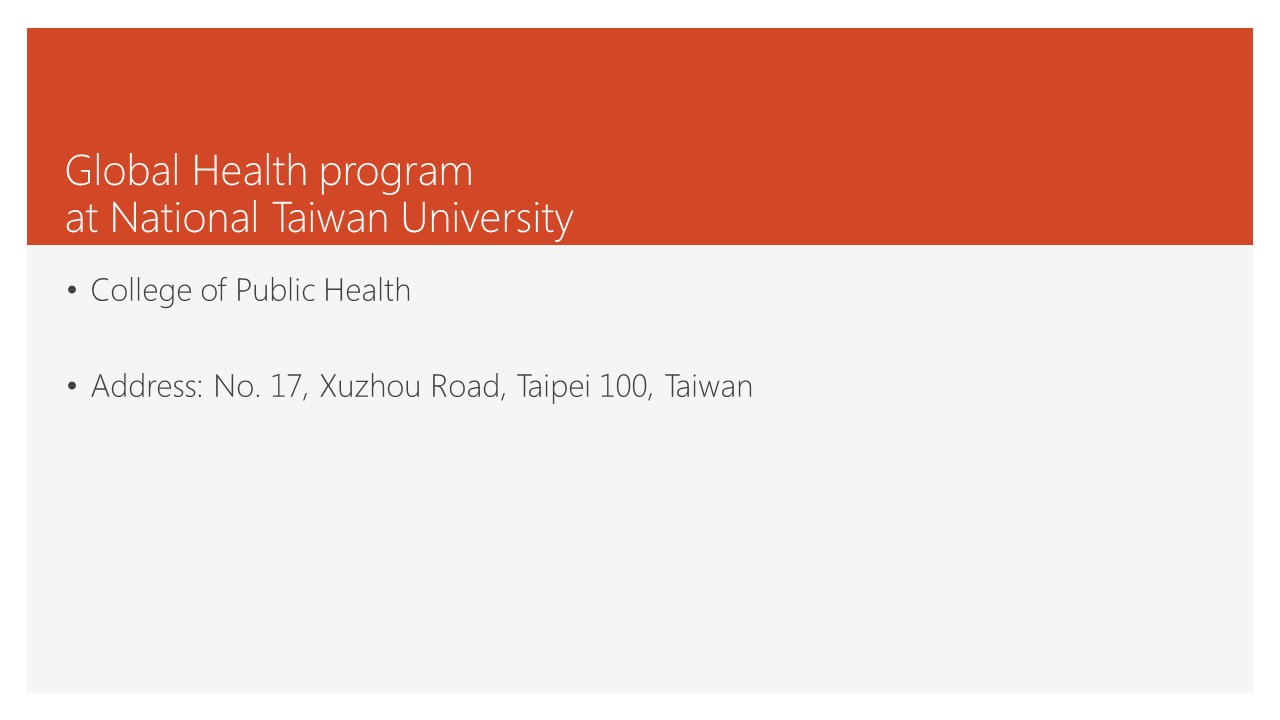 Global Health program
at National Taiwan University
• College of Public Health
• Address: No. 17, Xuzhou Road, Taipei 100, Taiwan